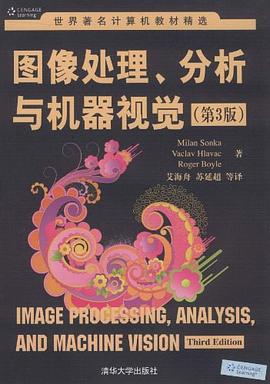 CENGAGE
Learning
世界著名计算机教材精选
图像处理、分析
与机器视觉(第3版)
Milan Sonka
Vaclav Hlavac 著
Roger Boyle
艾海舟 苏延超 等译
IMAGE PROCESSING, ANALYSIS,
AND MACHINE VISION Third Edition
清华大学出版社
CENGAGE
Learning